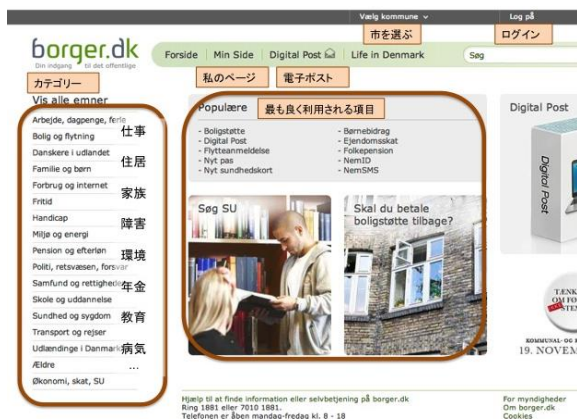 Vælg kommune
Log på
市を選ぶ
ログイン
borger.dk
Din indgang til det offentlige
Forside
Min Side
Digital Post
Life in Denmark
Søg
カテゴリー
私のページ
電子ポスト
Vis alle emner
Arbejde, dagpenge, ferie
仕事
Bolig og flytning
Danskere i udlandet
住居
Familie og børn
Forbrug og internet
家族
Fritid
Handicap
障害
Miljø og energi
環境
Pension og efterløn
Politi, retsvæsen, forsvar
年金
Samfund og rettigheder
Skole og uddannelse
教育
Sundhed og sygdom
Transport og rejser
Udlændinge i Danmark
病気
Ældre
...
Økonomi, skat, SU
Populære
最も良く利用される項目
- Boligstøtte
- Digital Post
- Flytteanmeldelse
- Nyt pas
- Nyt sundhedskort
- Børnebidrag
- Ejendomsskat
- Folkepension
- NemID
- NemSMS
Søg SU
Skal du betale
boligstøtte tilbage?
Digital Post
Digital Post
TÆNK
OM FO
STEM
KOMMUNAL- OG
19. NOVEM
Hjælp til at finde information eller selvbetjening på borger.dk
Ring 1881 eller 7010 1881.
Telefonen er åben mandag-fredag kl. 8 - 18
For myndigheder
Om borger.dk
Cookies